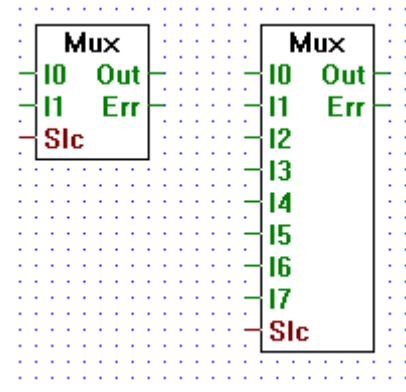 Mux
I0 Out
I1 Err
Slc
Mux
I0 Out
I1 Err
I2
I3
I4
I5
I6
I7
Slc